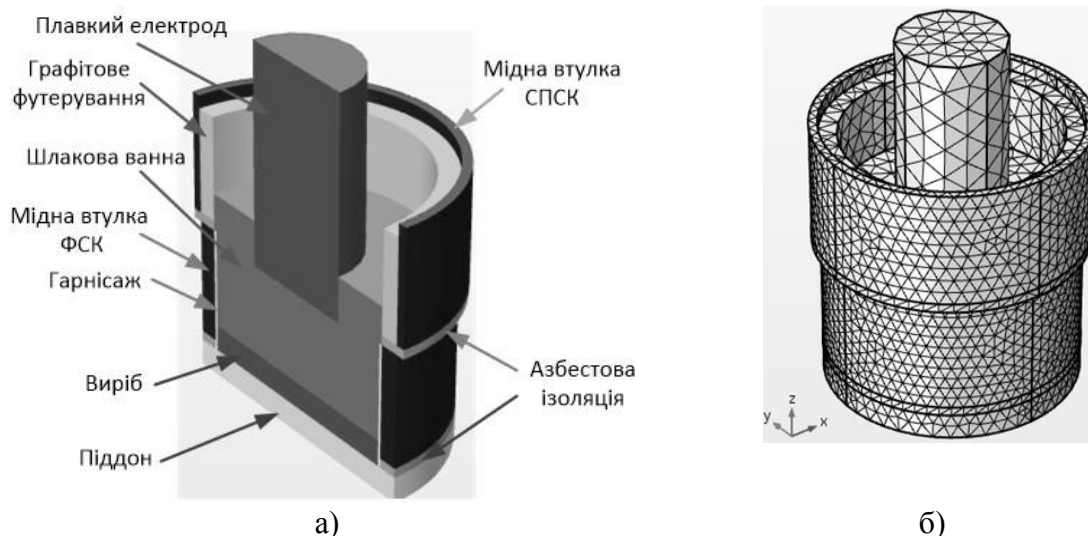 Плавкий електрод
Графітове
футерування
Шлакова ванна
Мідна втулка
ФСК
Гарнісаж
Виріб
Піддон
Мідна втулка
СПСК
Азбестова
ізоляція
а)
z
y
x
б)